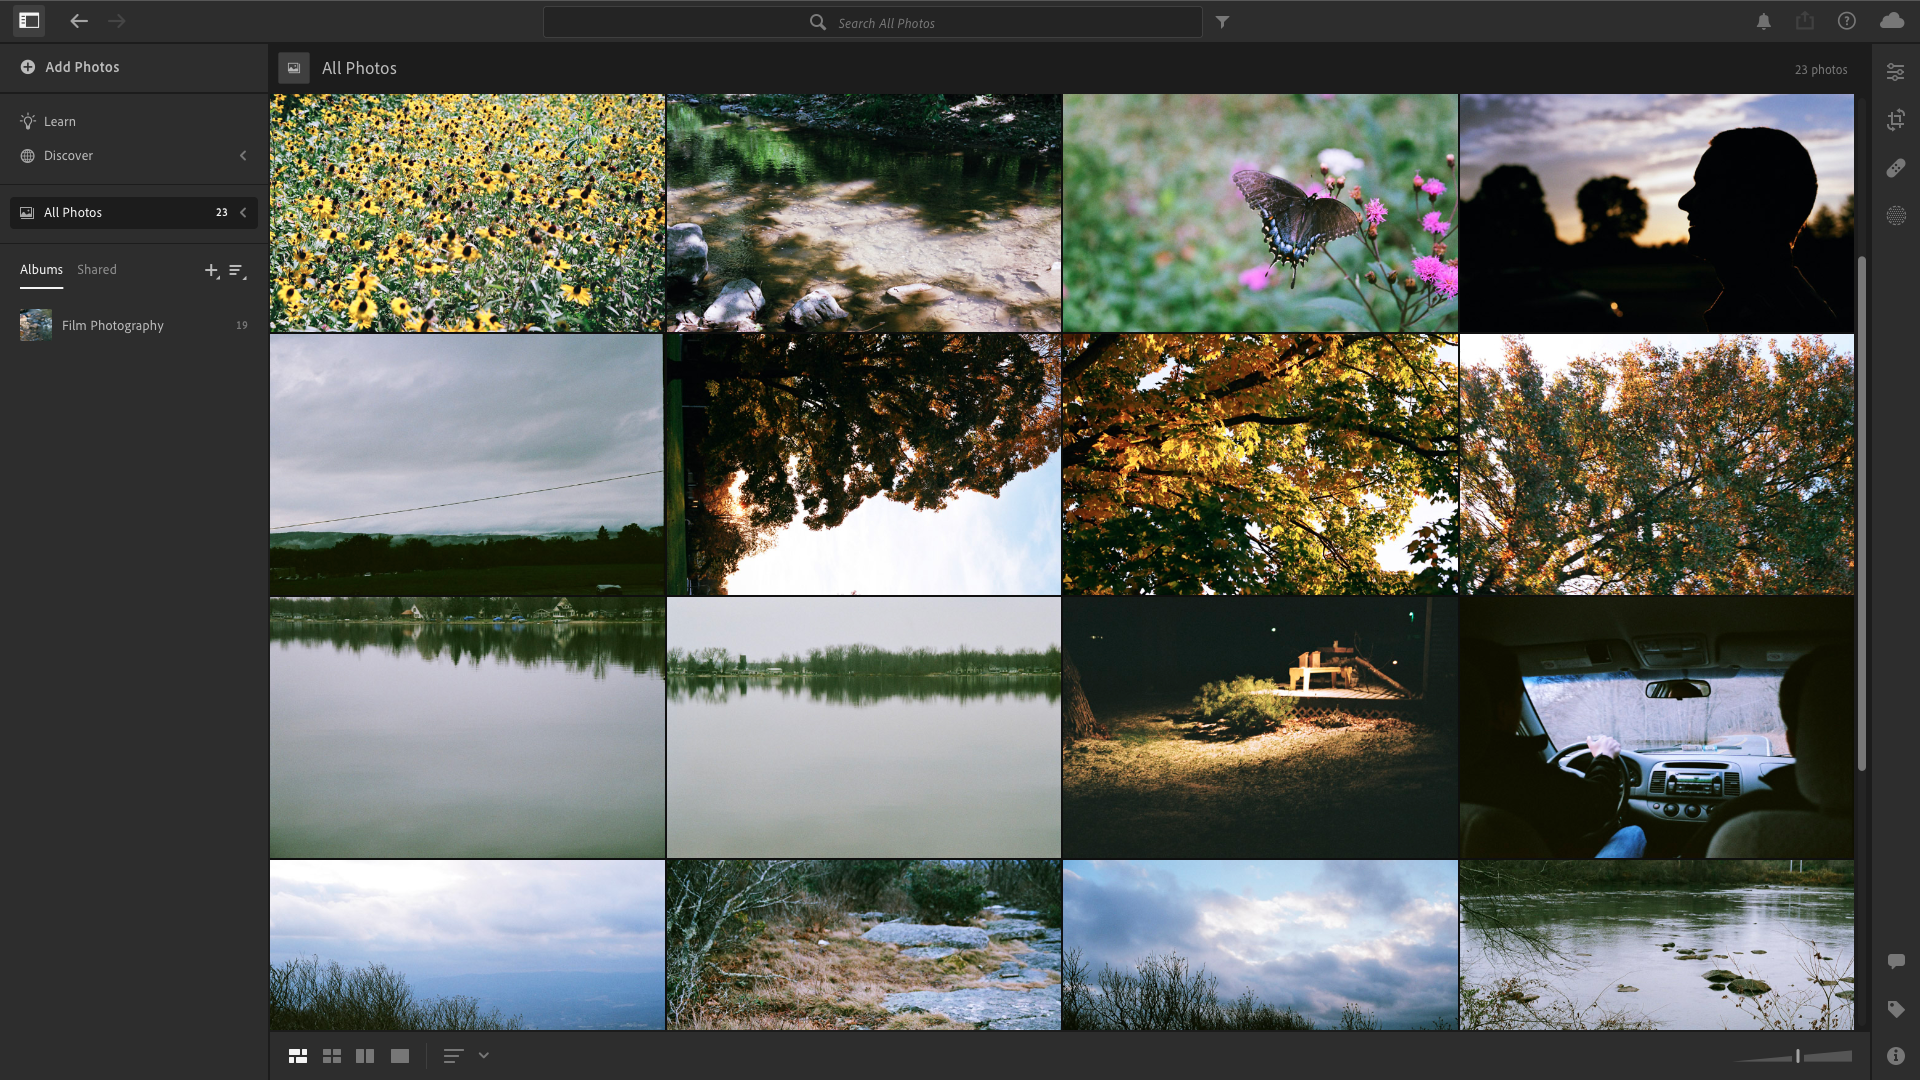 Search All Photos
Add Photos
All Photos
23 photos
Learn
Discover
All Photos 23
Albums Shared
Film Photography 19